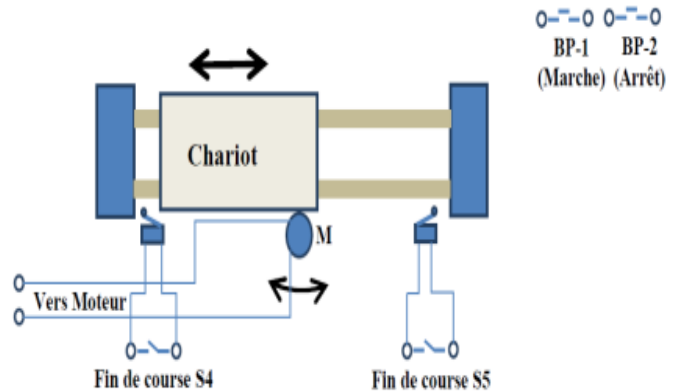 BP-1 BP-2
(Marche) (Arrêt)
Chariot
M
Vers Moteur
Fin de course S4
Fin de course S5